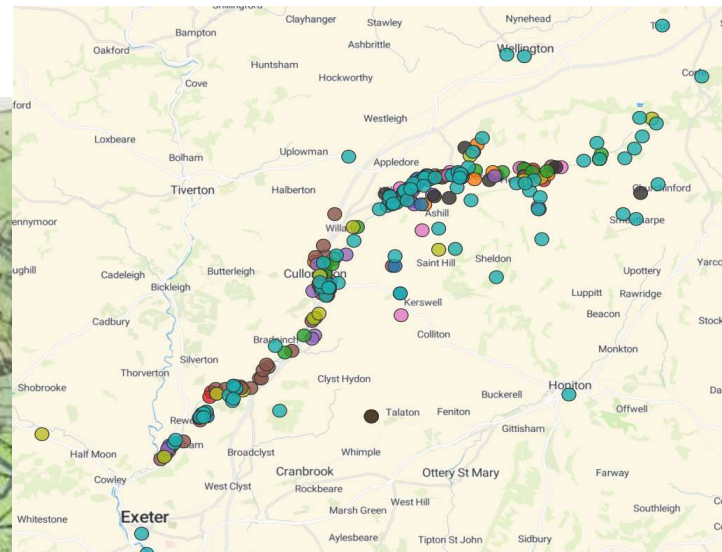 Clayhanger
Stawley
Nynehead
Bampton
Ashbrittle
Wellington
Oakford
Huntsham
Hockworthy
Cove
Westleigh
Loxbeare
Uplowman
Bolham
Appledore
Tiverton
Halberton
Ashill
Saint Hill
Sheldon
Cadeleigh
Butterleigh
Bickleigh
Upottery
Kerswell
Luppitt
Rawridge
Cadbury
Beacon
Colliton
Bradninch
Monkton
Silverton
Thorverton
Clyst Hydon
Honiton
Shobrooke
Buckerell
Talaton
Feniton
Offwell
Gittisham
Half Moon
Broadclyst
Whimple
Cowley
Cranbrook
Ottery St Mary
Farway
West Clyst
Rockbeare
West Hill
Exeter
Marsh Green
Southleigh
Whitestone
Aylesbeare
Tipton St John
Sidbury